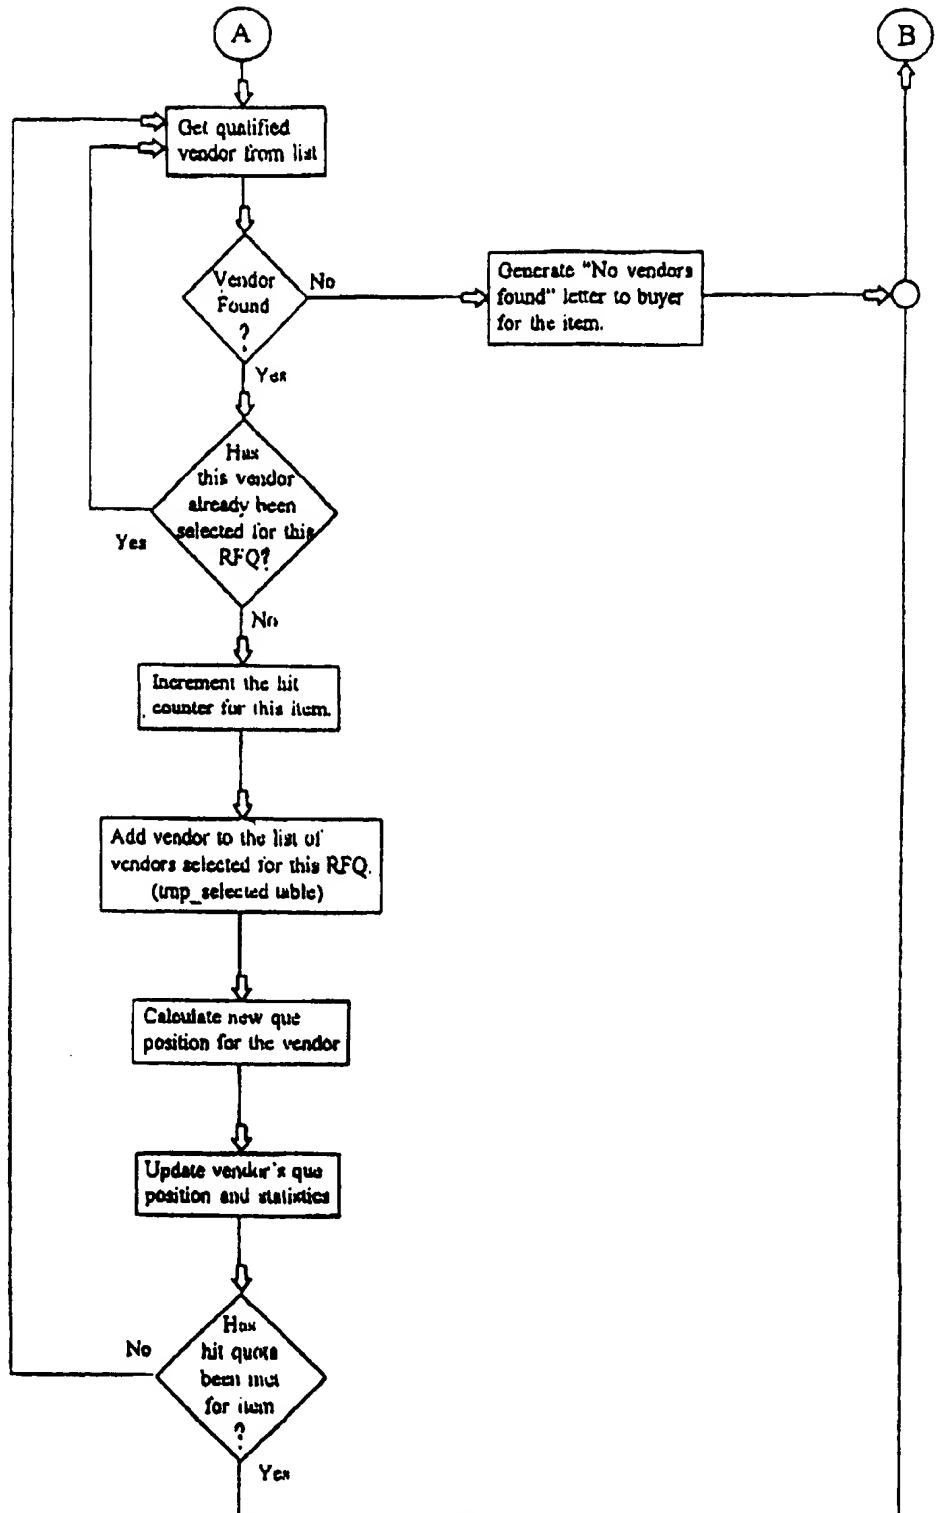 A
B
Get qualified
vendor from list
Vendor
Found
?
No
Generate "No vendors
found" letter to buyer
for the item.
Yes
Has
this vendor
already been
selected for this
RFQ?
Yes
No
Increment the hit
counter for this item.
Add vendor to the list of
vendors selected for this RFQ.
(tmp_selected table)
Calculate new que
position for the vendor
Update vendor's que
position and statistics
Has
hit quota
been met
for item
?
No
Yes